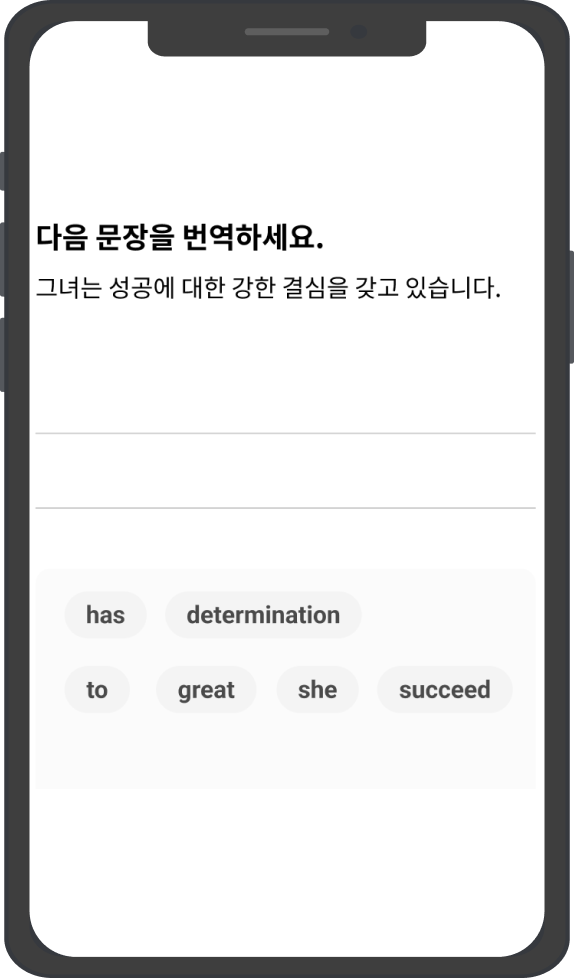 다음 문장을 번역하세요.
그녀는 성공에 대한 강한 결심을 갖고 있습니다.
has determination
to great she succeed